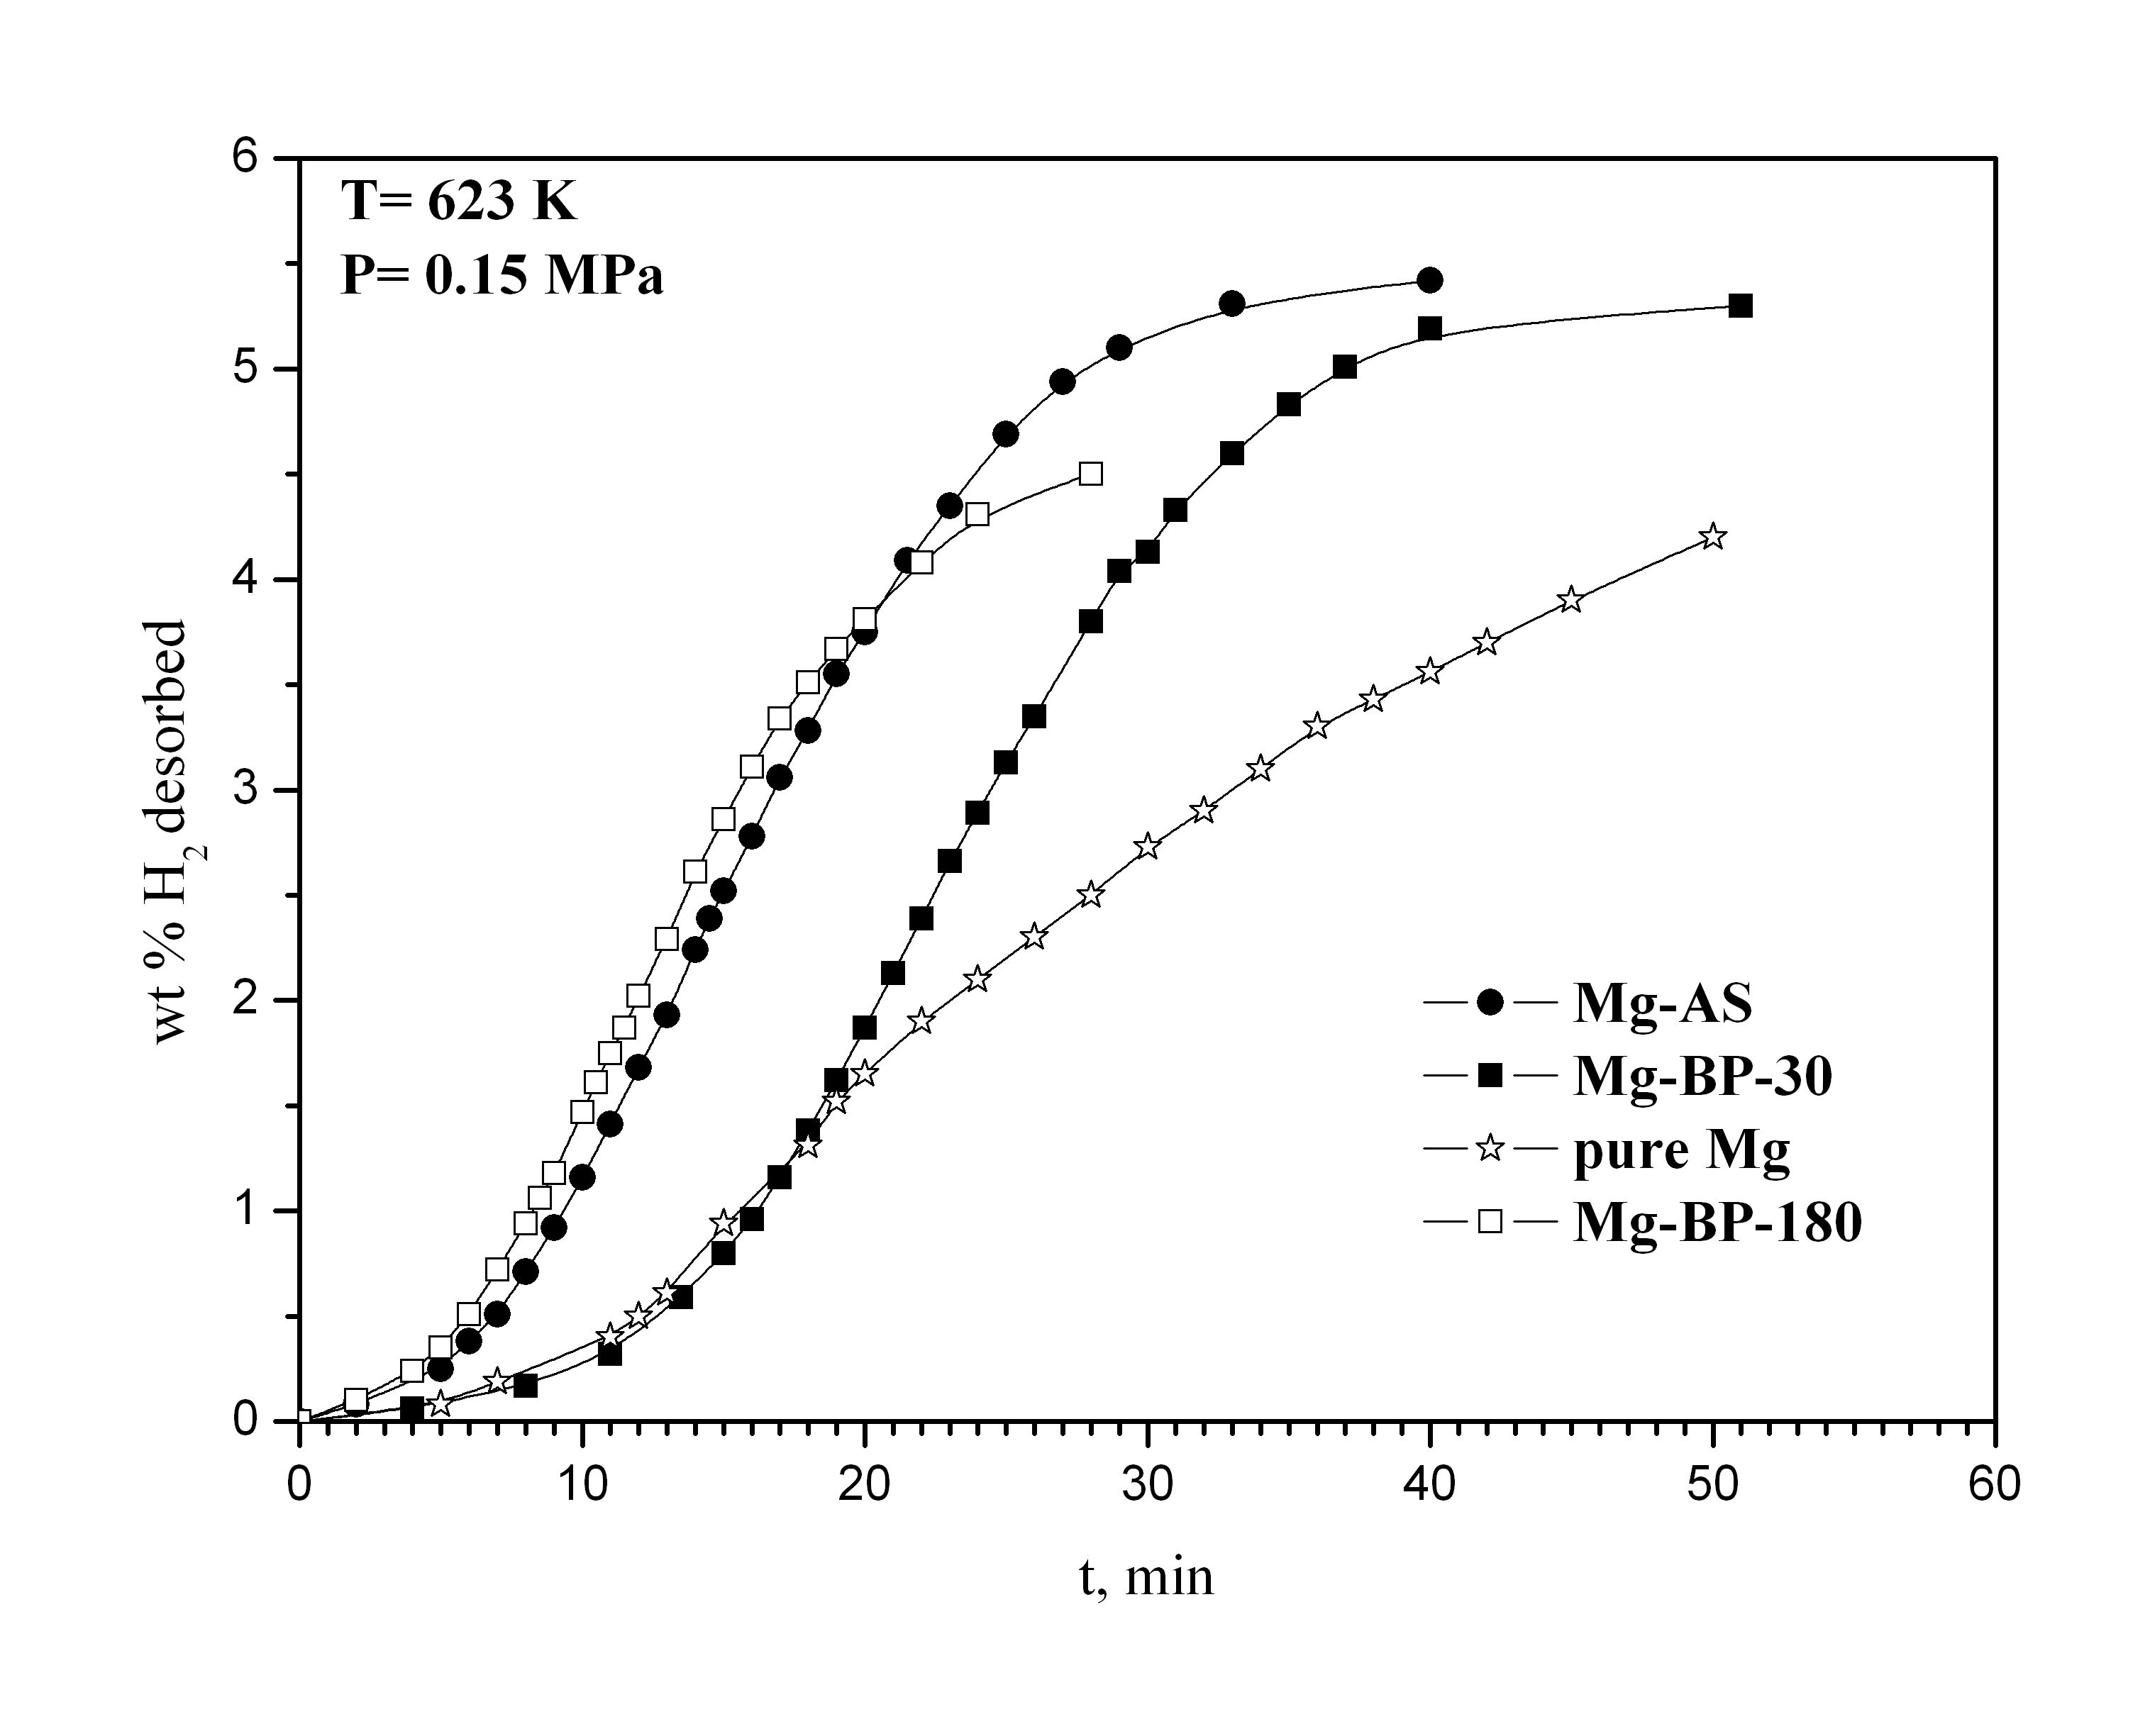 T= 623 K
P= 0.15 MPa
6
5
4
3
2
1
0
wt % H2 desorbed
Mg-AS
Mg-BP-30
pure Mg
Mg-BP-180
0 10 20 30 40 50 60
t, min